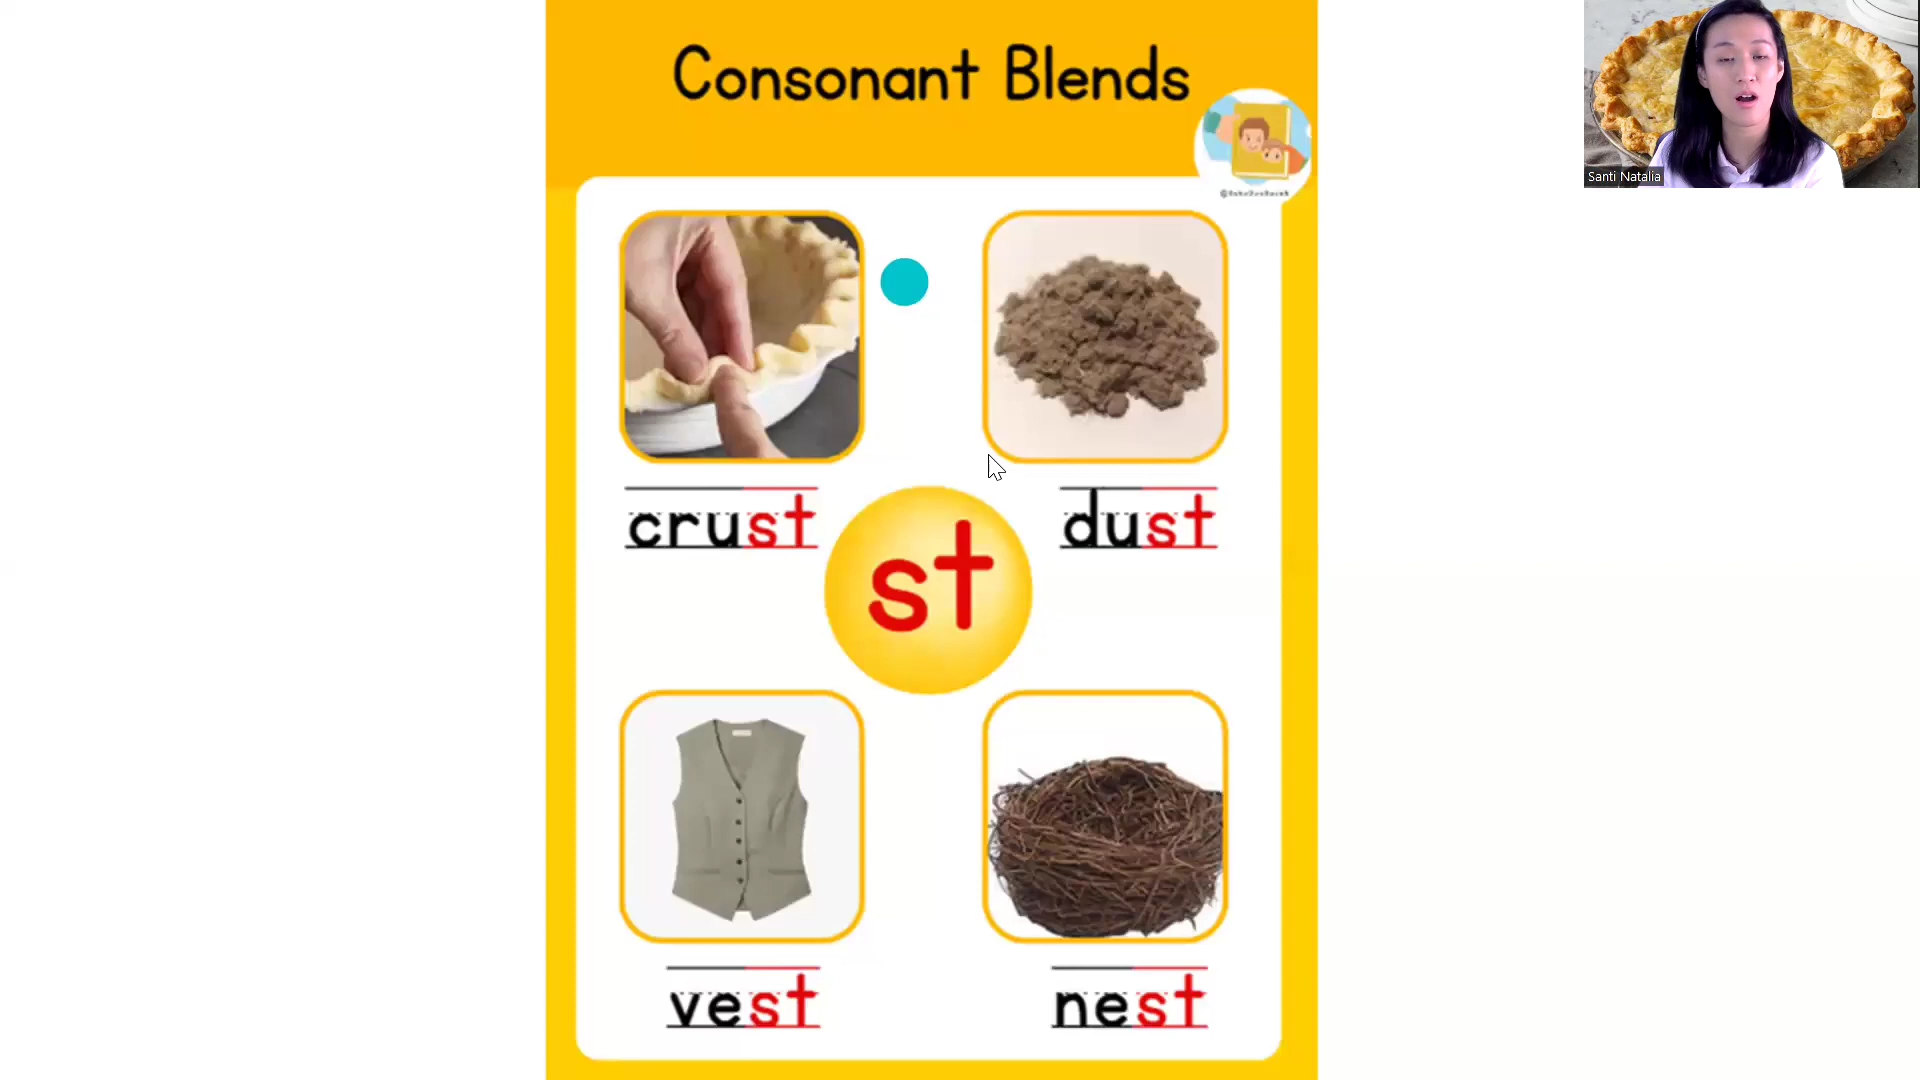 Consonant Blends
Santi Natalia
crust
dust
st
vest
nest